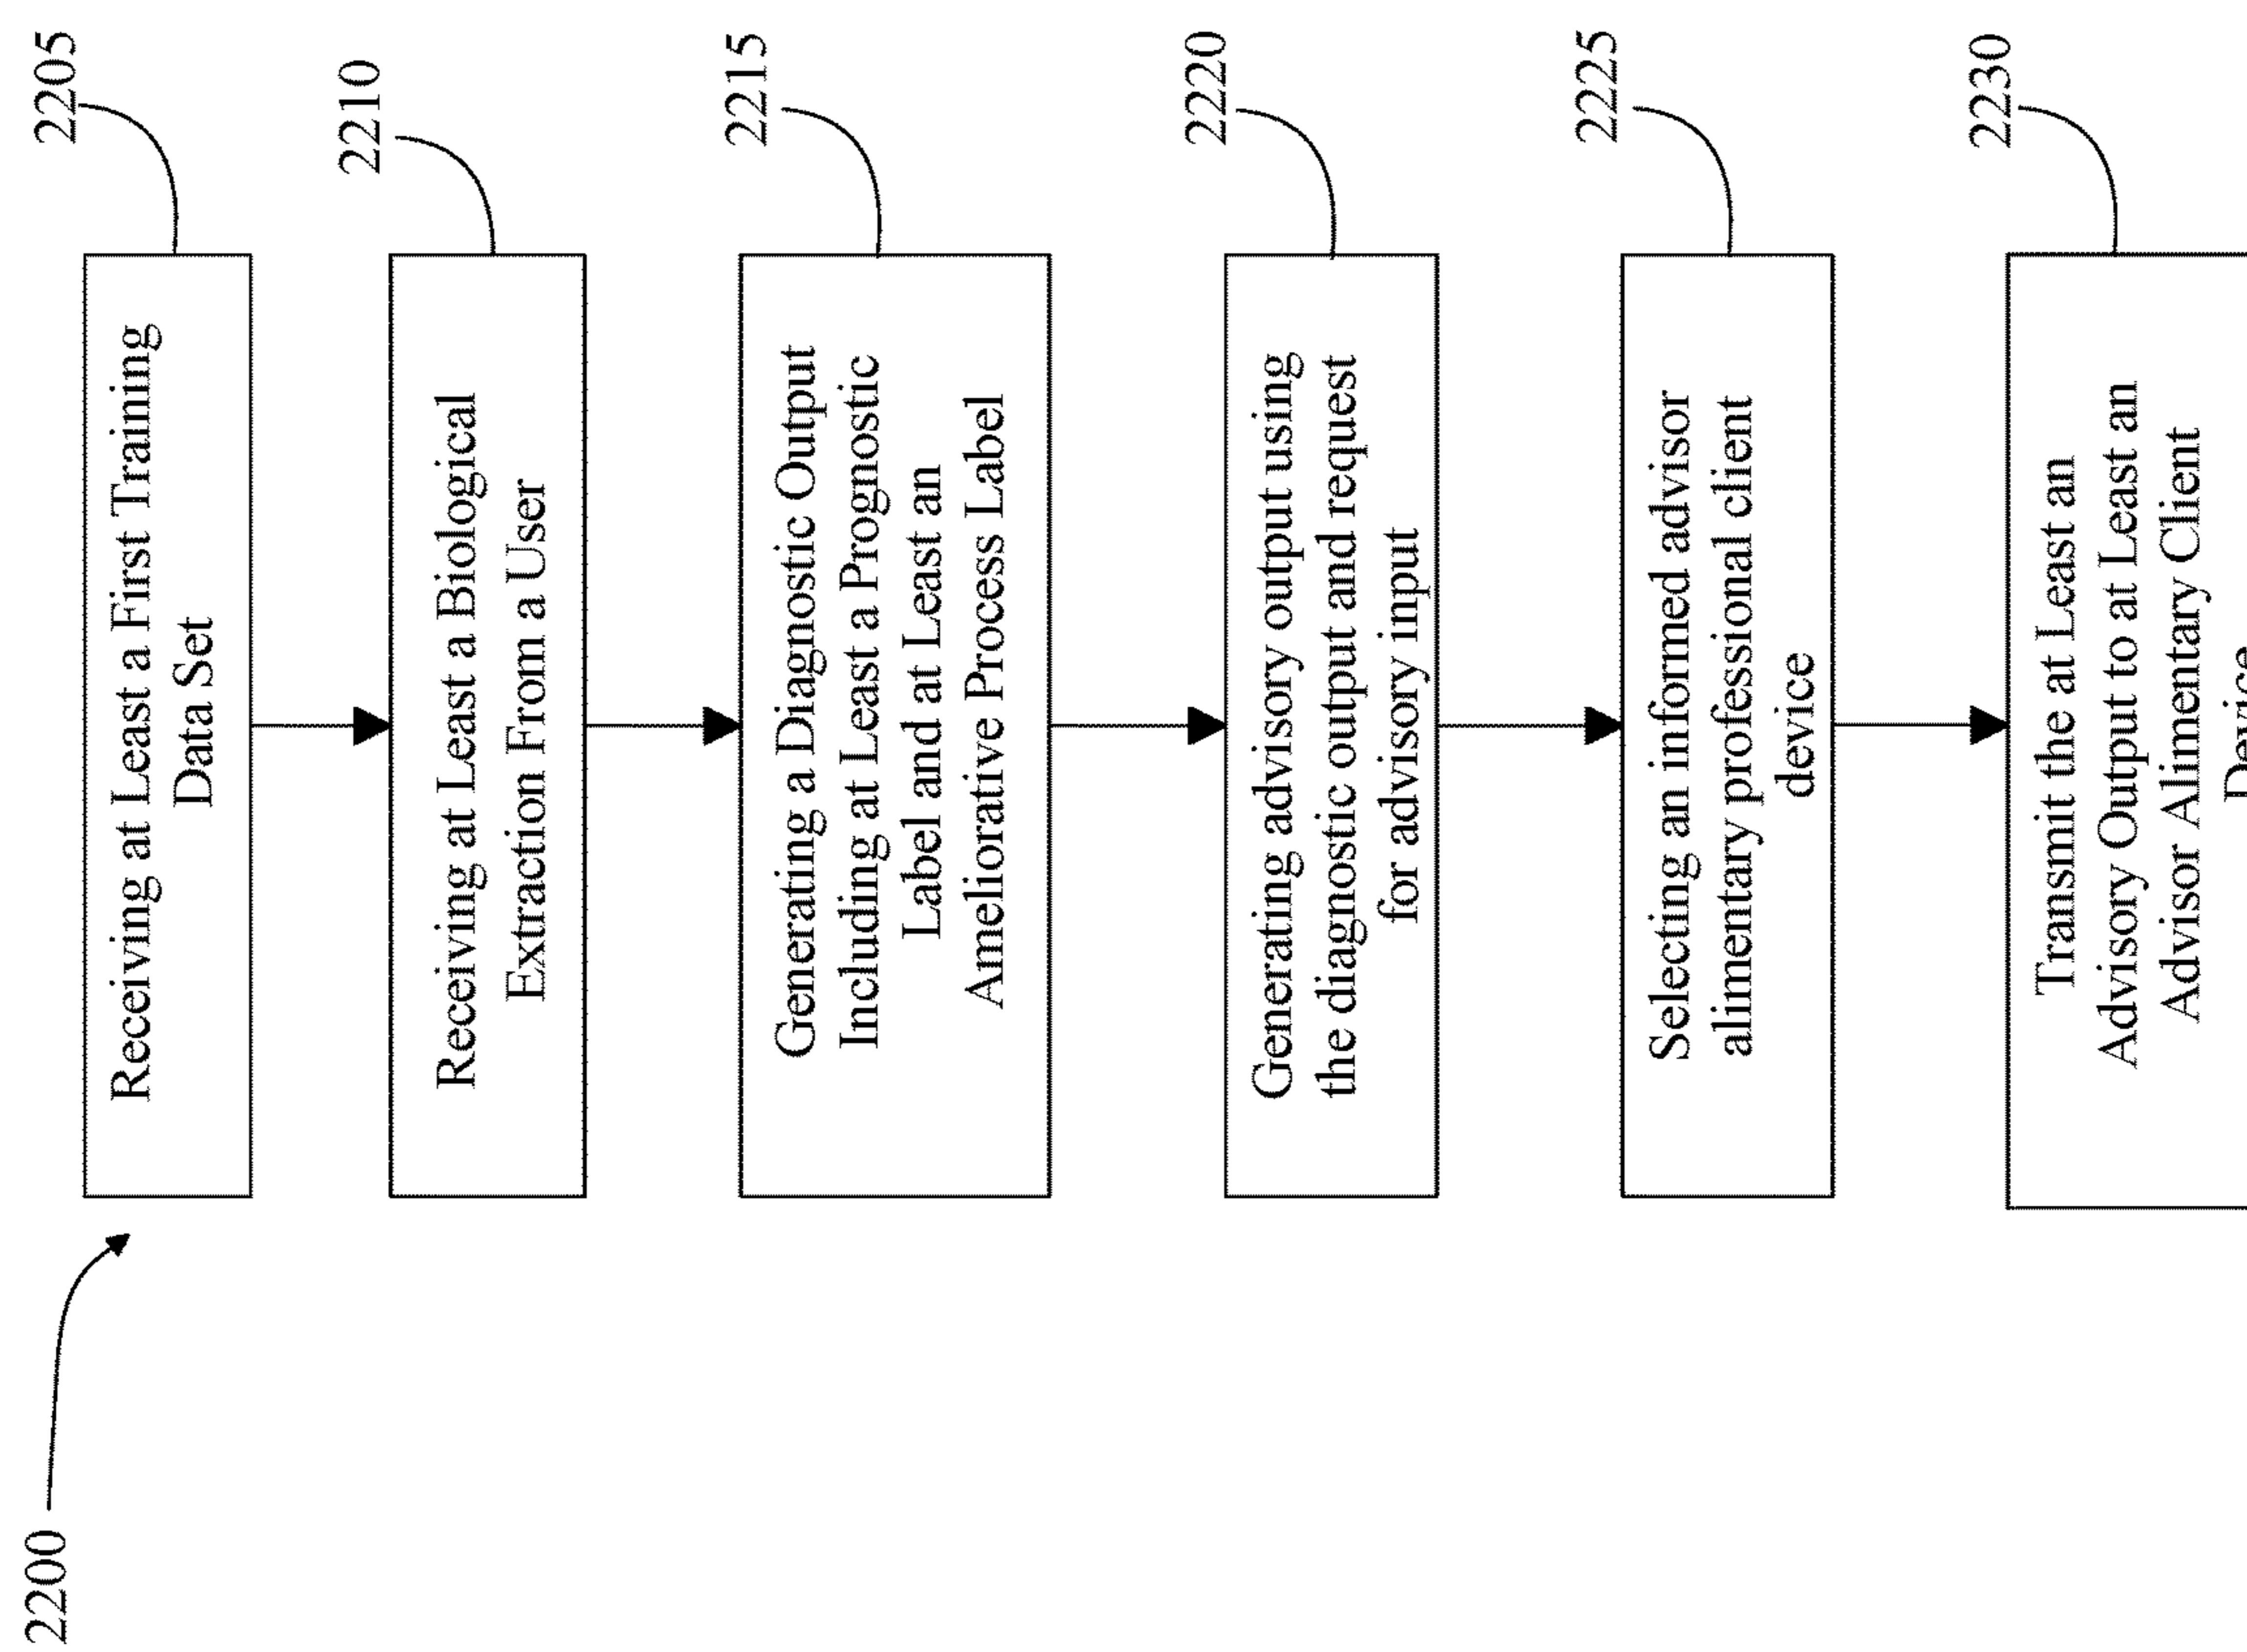 2200
2205
Receiving at Least a First Training
Data Set
2210
Receiving at Least a Biological
Extraction From a User
2215
Generating a Diagnostic Output
Including at Least a Prognostic
Label and at Least an
Ameliorative Process Label
2220
Generating advisory output using
the diagnostic output and request
for advisory input
2225
Selecting an informed advisor
alimentary professional client
device
2230
Transmit the at Least an
Advisory Output to at Least an
Advisor Alimentary Client
Device